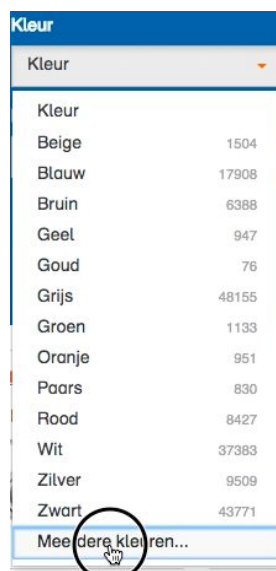 Kleur
Kleur
Kleur
Beige 1504
Blauw 17908
Bruin 6388
Geel 947
Goud 76
Grijs 48155
Groen 1133
Oranje 951
Paars 830
Rood 8427
Wit 37383
Zilver 9509
Zwart 43771
Meerdere kleuren...